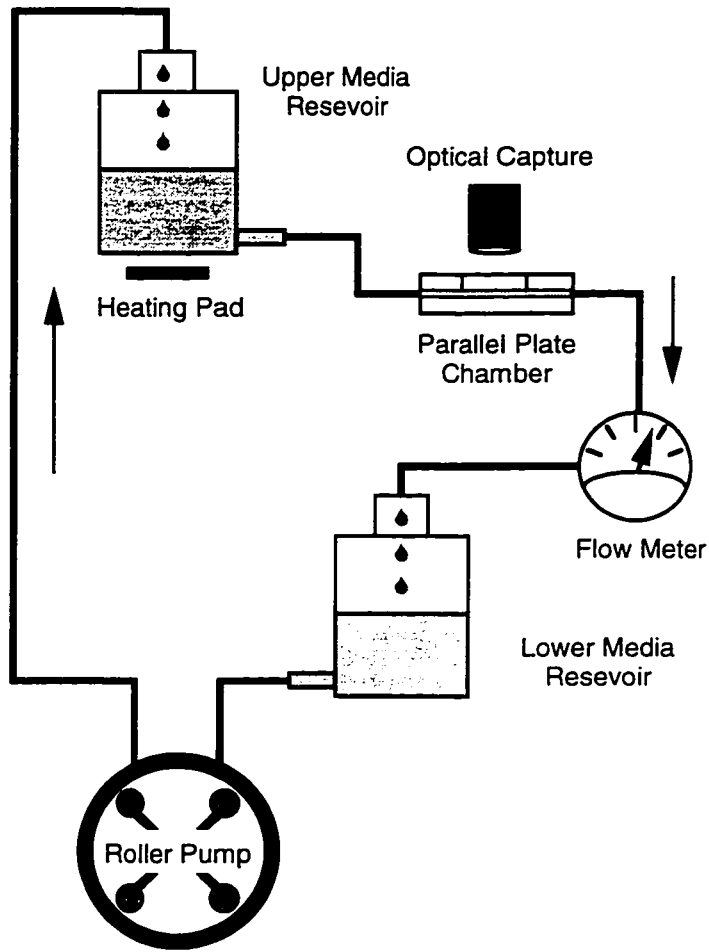 Upper Media
Resevoir
Optical Capture
Heating Pad
Parallel Plate
Chamber
Flow Meter
Lower Media
Resevoir
Roller Pump